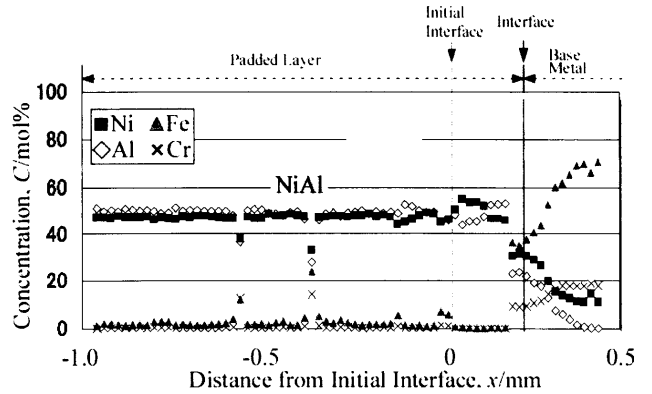 Initial
Interface
Interface
Padded Layer
Base
Metal
100
80
60
40
20
0
Concentration, C/mol%
■Ni ▲Fe
◇Al ×Cr
NiAl
-1.0 -0.5 0 0.5
Distance from Initial Interface, x/mm